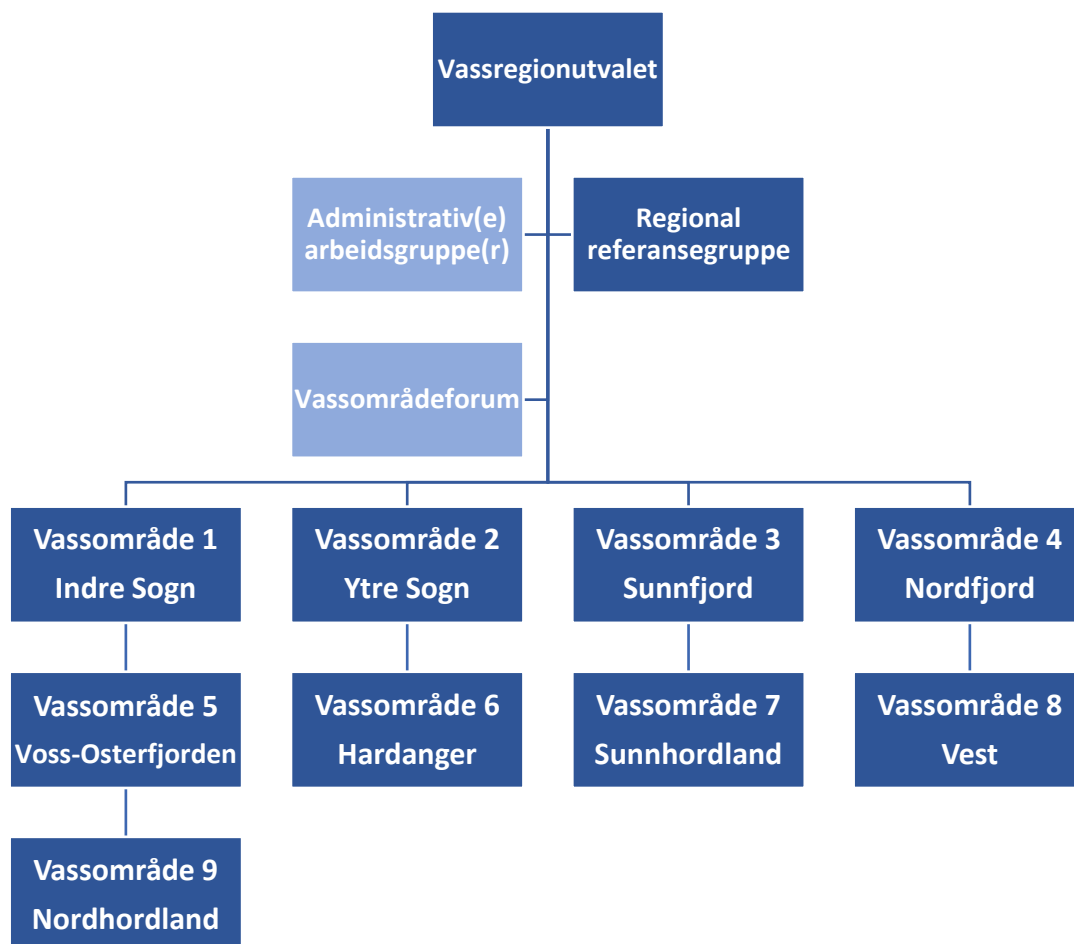 Vassregionutvalet
Administrativ(e)
arbeidsgruppe(r)
Regional
referansegruppe
Vassområdeforum
Vassområde 1
Indre Sogn
Vassområde 2
Ytre Sogn
Vassområde 3
Sunnfjord
Vassområde 4
Nordfjord
Vassområde 5
Voss-Osterfjorden
Vassområde 6
Hardanger
Vassområde 7
Sunnhordland
Vassområde 8
Vest
Vassområde 9
Nordhordland